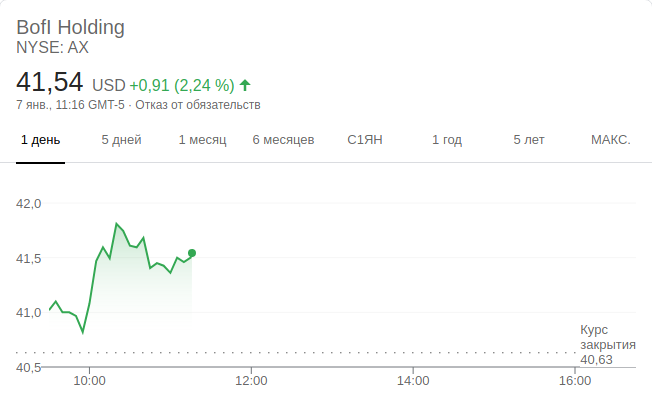 BofI Holding
NYSE: AX
41,54 USD +0,91 (2,24 %)
7 янв., 11:16 GMT-5 · Отказ от обязательств
1 день 5 дней 1 месяц 6 месяцев С1ЯН 1 год 5 лет МАКС.
42,0
41,5
41,0
40,5
Курс
закрытия
40,63
10:00 12:00 14:00 16:00